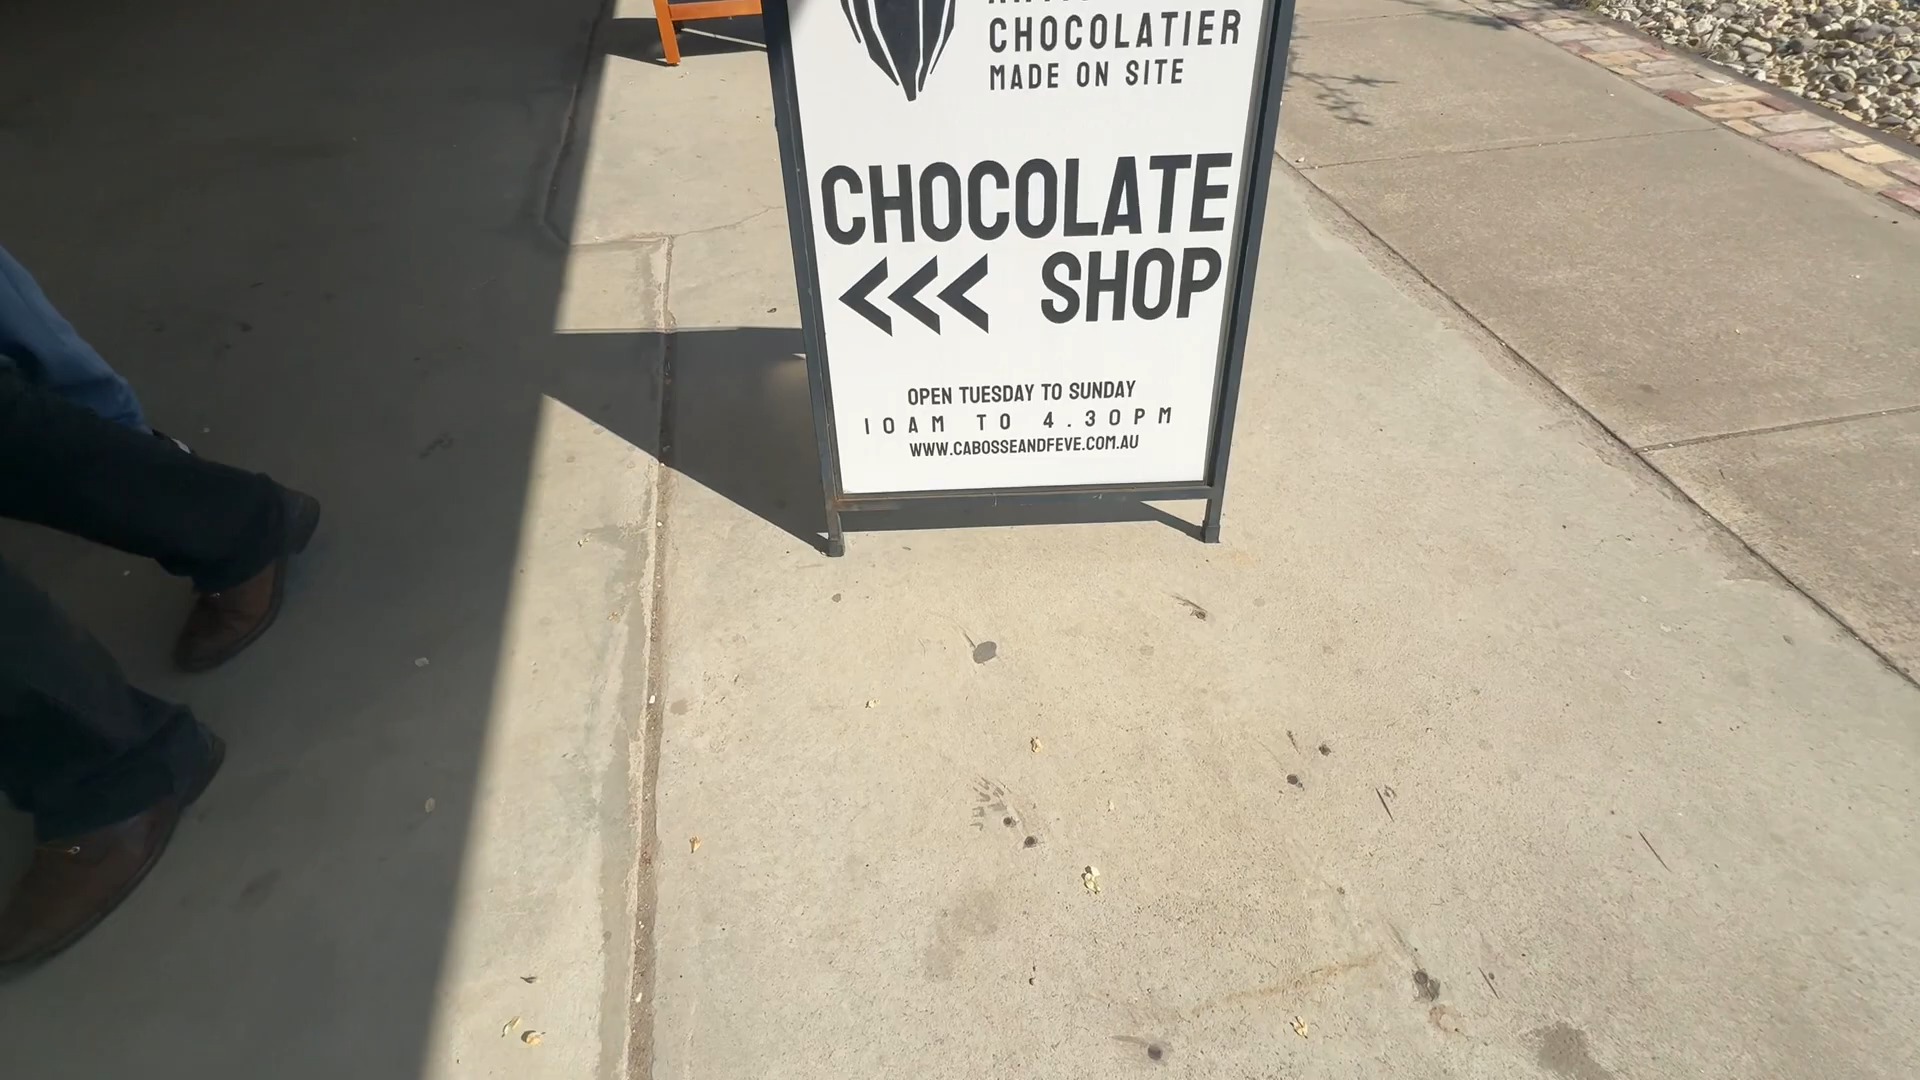 CHOCOLATIER
MADE ON SITE
CHOCOLATE
<<< SHOP
OPEN TUESDAY TO SUNDAY
10AM TO 4.30PM
WWW.CABOSSEANDFEVE.COM.AU